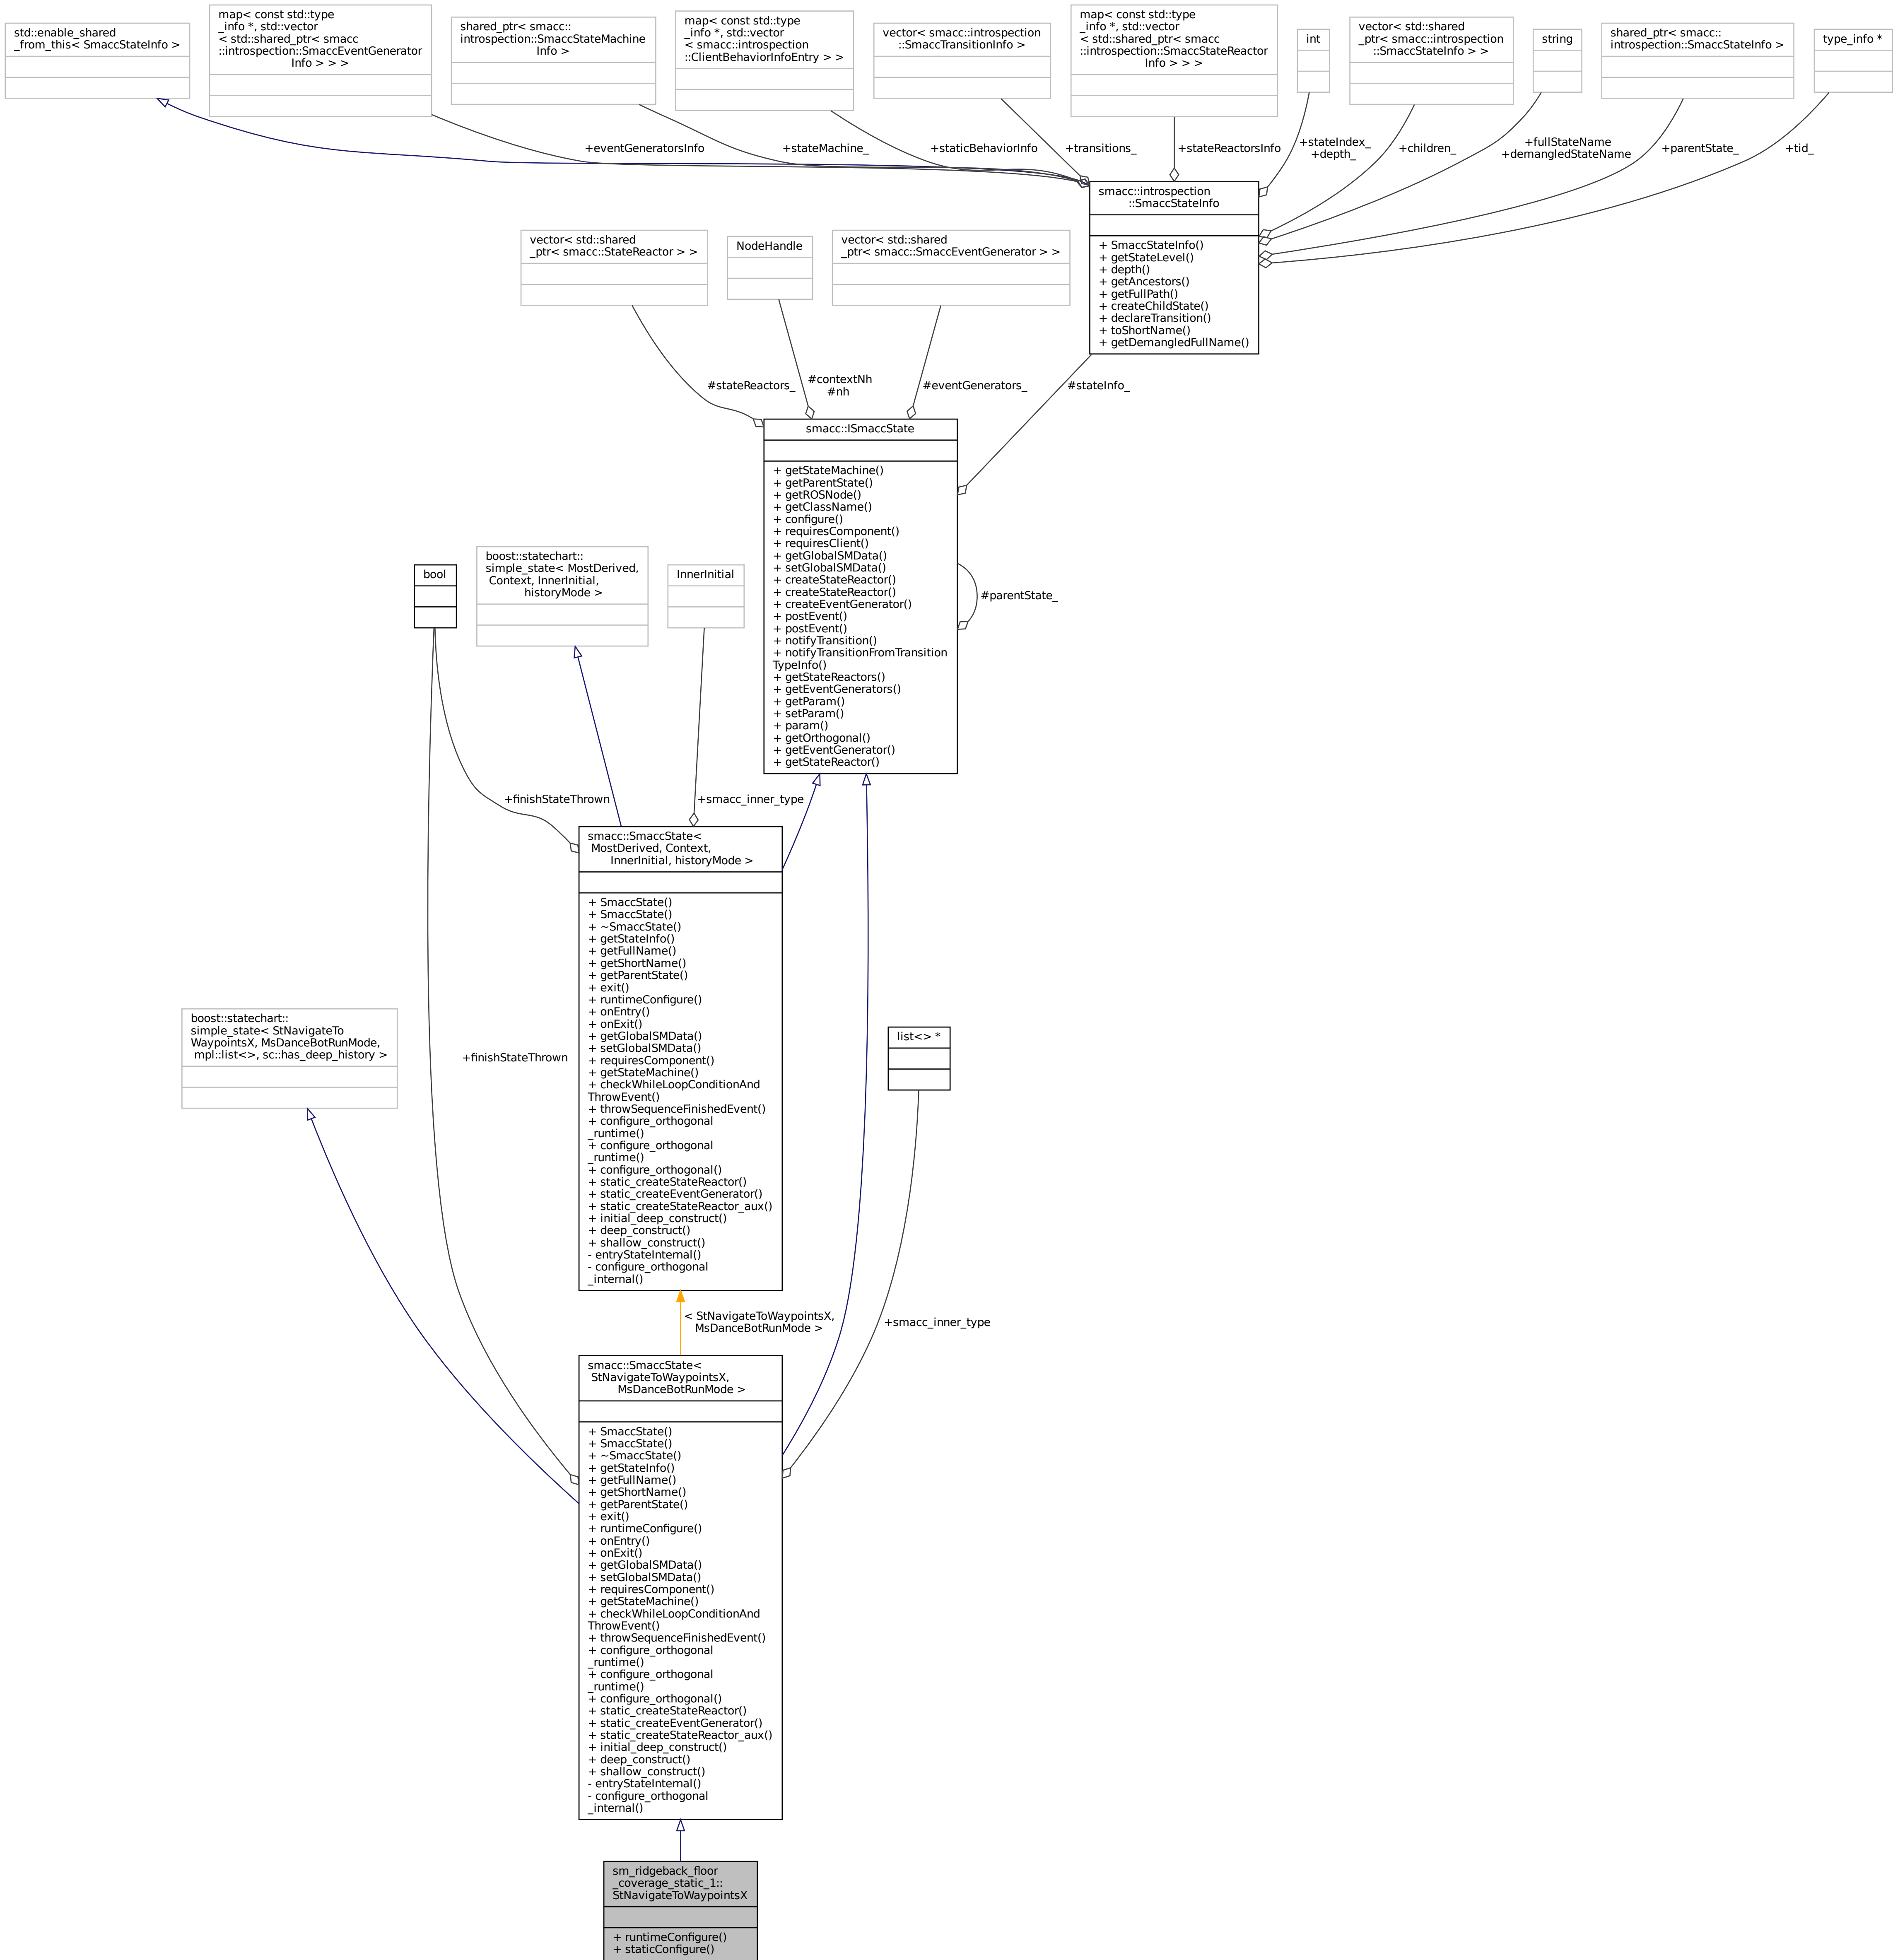 std::enable_shared
_from_this< SmaccStateInfo >
map< const std::type
_info *, std::vector
< std::shared_ptr< smacc
::introspection::SmaccEventGenerator
Info > > >
shared_ptr< smacc::
introspection::SmaccStateMachine
Info >
map< const std::type
_info *, std::vector
< smacc::introspection
::ClientBehaviorInfoEntry > >
vector< smacc::introspection
::SmaccTransitionInfo >
map< const std::type
_info *, std::vector
< std::shared_ptr< smacc
::introspection::SmaccStateReactor
Info > > >
int
vector< std::shared
_ptr< smacc::introspection
::SmaccStateInfo > >
string
shared_ptr< smacc::
introspection::SmaccStateInfo >
type_info *
+eventGeneratorsInfo
+stateMachine_
+staticBehaviorInfo
+transitions_
+stateReactorsInfo
+stateIndex_
+depth_
+children_
+fullStateName
+demangledStateName
+parentState_
+tid_
smacc::introspection
::SmaccStateInfo
+ SmaccStateInfo()
+ getStateLevel()
+ depth()
+ getAncestors()
+ getFullPath()
+ createChildState()
+ declareTransition()
+ toShortName()
+ getDemangledFullName()
vector< std::shared
_ptr< smacc::StateReactor > >
NodeHandle
vector< std::shared
_ptr< smacc::SmaccEventGenerator > >
#stateReactors_
#contextNh
#nh
#eventGenerators_
#stateInfo_
smacc::ISmaccState
+ getStateMachine()
+ getParentState()
+ getROSNode()
+ getClassName()
+ configure()
+ requiresComponent()
+ requiresClient()
+ getGlobalSMData()
+ setGlobalSMData()
+ createStateReactor()
+ createStateReactor()
+ createEventGenerator()
+ postEvent()
+ postEvent()
+ notifyTransition()
+ notifyTransitionFromTransition
TypeInfo()
+ getStateReactors()
+ getEventGenerators()
+ getParam()
+ setParam()
+ param()
+ getOrthogonal()
+ getEventGenerator()
+ getStateReactor()
#parentState_
bool
boost::statechart::
simple_state< MostDerived,
Context, InnerInitial,
historyMode >
InnerInitial
+finishStateThrown
+smacc_inner_type
smacc::SmaccState<
MostDerived, Context,
InnerInitial, historyMode >
+ SmaccState()
+ SmaccState()
+ ~SmaccState()
+ getStateInfo()
+ getFullName()
+ getShortName()
+ getParentState()
+ exit()
+ runtimeConfigure()
+ onEntry()
+ onExit()
+ getGlobalSMData()
+ setGlobalSMData()
+ requiresComponent()
+ getStateMachine()
+ checkWhileLoopConditionAnd
ThrowEvent()
+ throwSequenceFinishedEvent()
+ configure_orthogonal
_runtime()
+ configure_orthogonal
_runtime()
+ configure_orthogonal()
+ static_createStateReactor()
+ static_createEventGenerator()
+ static_createStateReactor_aux()
+ initial_deep_construct()
+ deep_construct()
+ shallow_construct()
- entryStateInternal()
- configure_orthogonal
_internal()
boost::statechart::
simple_state< StNavigateTo
WaypointsX, MsDanceBotRunMode,
mpl::list<>, sc::has_deep_history >
+finishStateThrown
list<> *
< StNavigateToWaypointsX,
MsDanceBotRunMode >
+smacc_inner_type
smacc::SmaccState<
StNavigateToWaypointsX,
MsDanceBotRunMode >
+ SmaccState()
+ SmaccState()
+ ~SmaccState()
+ getStateInfo()
+ getFullName()
+ getShortName()
+ getParentState()
+ exit()
+ runtimeConfigure()
+ onEntry()
+ onExit()
+ getGlobalSMData()
+ setGlobalSMData()
+ requiresComponent()
+ getStateMachine()
+ checkWhileLoopConditionAnd
ThrowEvent()
+ throwSequenceFinishedEvent()
+ configure_orthogonal
_runtime()
+ configure_orthogonal
_runtime()
+ configure_orthogonal()
+ static_createStateReactor()
+ static_createEventGenerator()
+ static_createStateReactor_aux()
+ initial_deep_construct()
+ deep_construct()
+ shallow_construct()
- entryStateInternal()
- configure_orthogonal
_internal()
sm_ridgeback_floor
_coverage_static_1::
StNavigateToWaypointsX
+ runtimeConfigure()
+ staticConfigure()